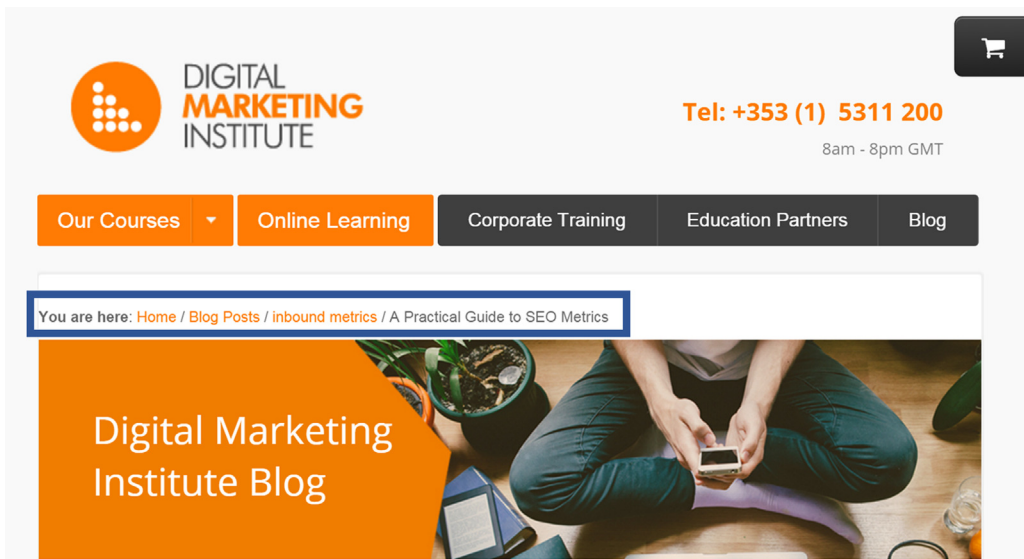 DIGITAL
MARKETING
INSTITUTE
Tel: +353 (1) 5311 200
8am - 8pm GMT
Our Courses
Online Learning
Corporate Training
Education Partners
Blog
You are here: Home / Blog Posts / inbound metrics / A Practical Guide to SEO Metrics
Digital Marketing
Institute Blog